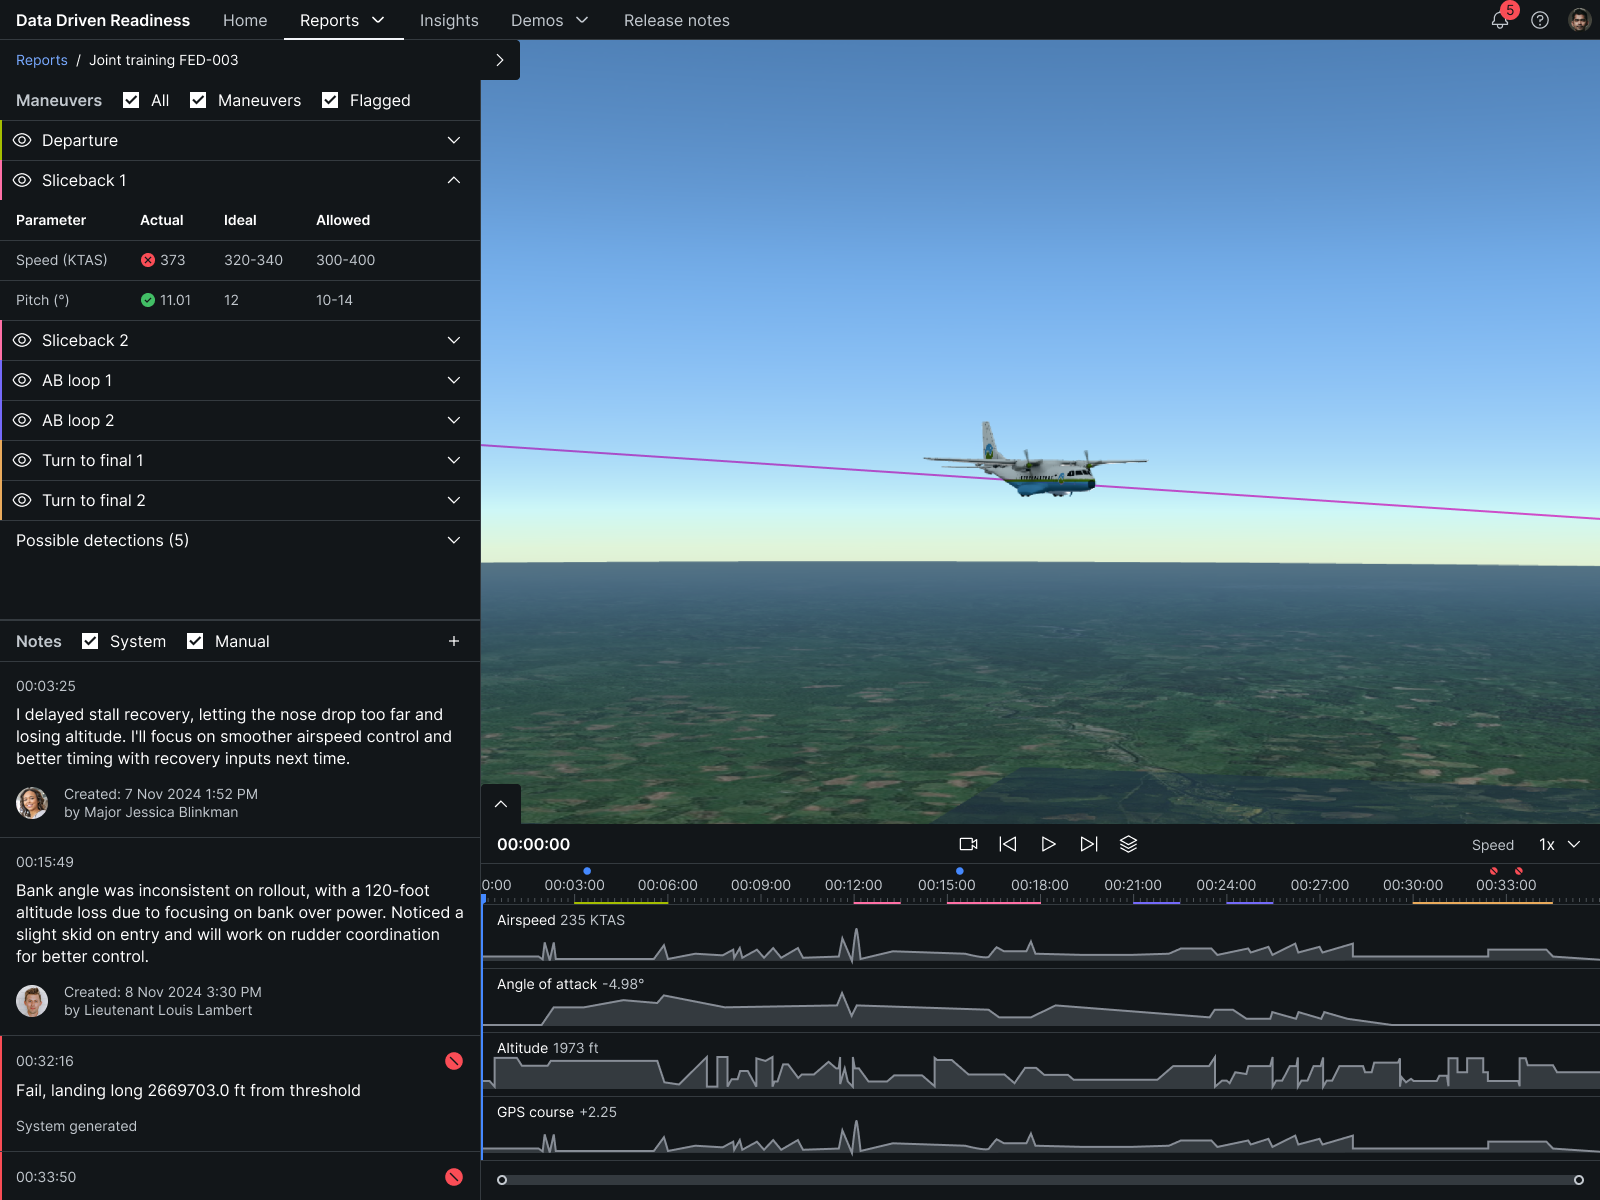 Data Driven Readiness Home Reports Insights Demos Release notes 5
Reports / Joint training FED-003
Maneuvers All Maneuvers Flagged
Departure
Sliceback 1
Parameter Actual Ideal Allowed
Speed (KTAS) 373 320-340 300-400
Pitch (°) 11.01 12 10-14
Sliceback 2
AB loop 1
AB loop 2
Turn to final 1
Turn to final 2
Possible detections (5)
Notes System Manual
00:03:25
I delayed stall recovery, letting the nose drop too far and
losing altitude. I'll focus on smoother airspeed control and
better timing with recovery inputs next time.
Created: 7 Nov 2024 1:52 PM
by Major Jessica Blinkman
00:15:49
Bank angle was inconsistent on rollout, with a 120-foot
altitude loss due to focusing on bank over power. Noticed a
slight skid on entry and will work on rudder coordination
for better control.
Created: 8 Nov 2024 3:30 PM
by Lieutenant Louis Lambert
00:32:16
Fail, landing long 2669703.0 ft from threshold
System generated
00:33:50
00:00:00 Speed 1x
0:00 00:03:00 00:06:00 00:09:00 00:12:00 00:15:00 00:18:00 00:21:00 00:24:00 00:27:00 00:30:00 00:33:00
Airspeed 235 KTAS
Angle of attack -4.98°
Altitude 1973 ft
GPS course +2.25